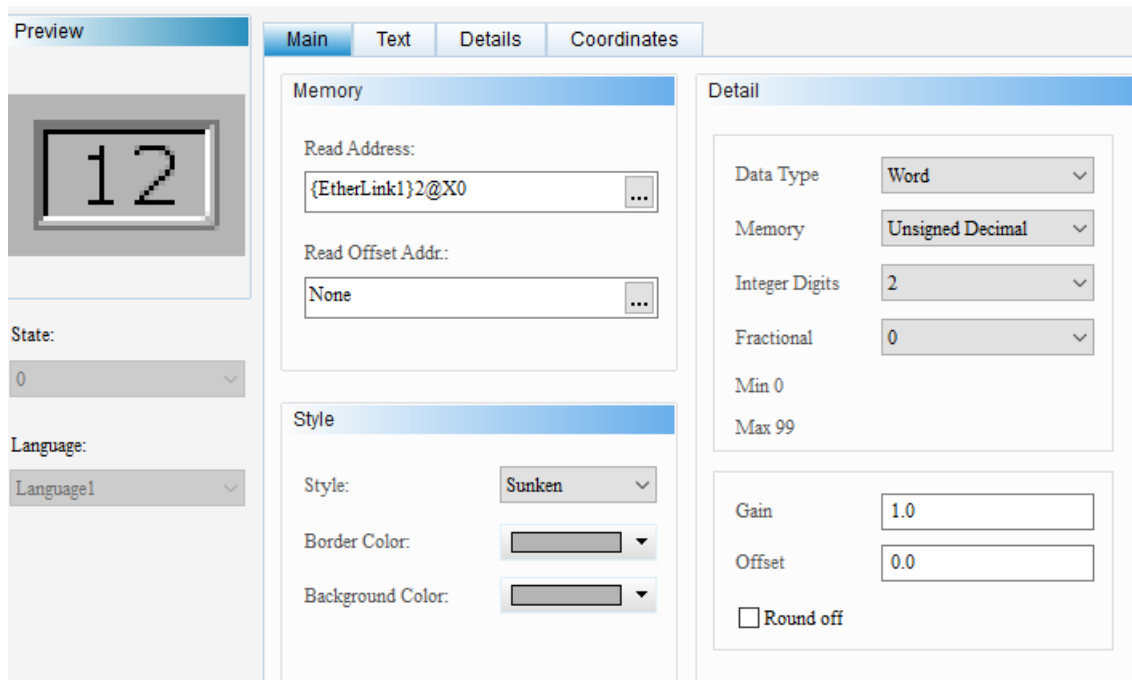 Preview
12
State:
0
Language:
Language1
Main Text Details Coordinates
Memory
Read Address:
{EtherLink1}2@X0
...
Read Offset Addr.:
None
...
Style
Style: Sunken
Border Color:
Background Color:
Detail
Data Type Word
Memory Unsigned Decimal
Integer Digits 2
Fractional 0
Min 0
Max 99
Gain 1.0
Offset 0.0
Round off